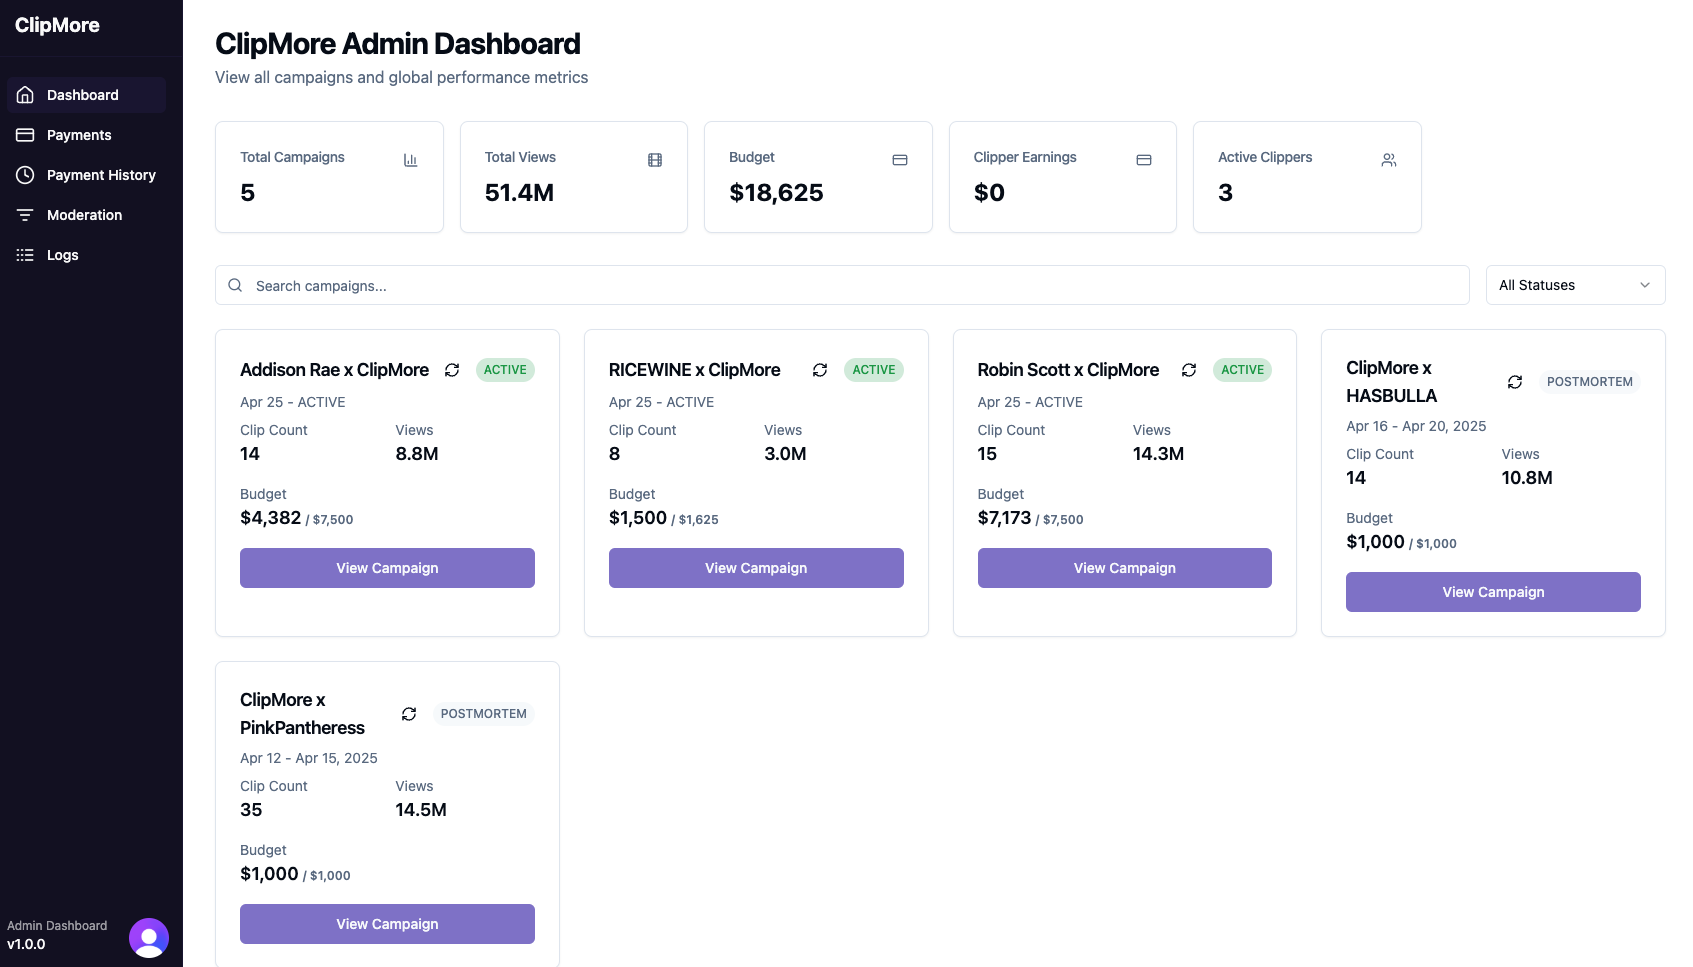 ClipMore
Dashboard
Payments
Payment History
Moderation
Logs
Admin Dashboard
v1.0.0
ClipMore Admin Dashboard
View all campaigns and global performance metrics
Total Campaigns
5
Total Views
51.4M
Budget
$18,625
Clipper Earnings
$0
Active Clippers
3
Search campaigns...
All Statuses
Addison Rae x ClipMore ACTIVE
Apr 25 - ACTIVE
Clip Count Views
14 8.8M
Budget
$4,382 / $7,500
View Campaign
RICEWINE x ClipMore ACTIVE
Apr 25 - ACTIVE
Clip Count Views
8 3.0M
Budget
$1,500 / $1,625
View Campaign
Robin Scott x ClipMore ACTIVE
Apr 25 - ACTIVE
Clip Count Views
15 14.3M
Budget
$7,173 / $7,500
View Campaign
ClipMore x
HASBULLA
POSTMORTEM
Apr 16 - Apr 20, 2025
Clip Count Views
14 10.8M
Budget
$1,000 / $1,000
View Campaign
ClipMore x
PinkPantheress
POSTMORTEM
Apr 12 - Apr 15, 2025
Clip Count Views
35 14.5M
Budget
$1,000 / $1,000
View Campaign